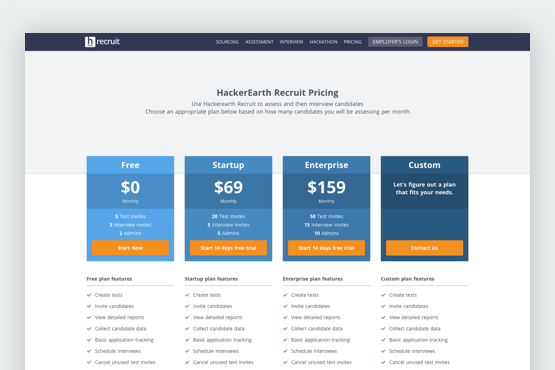 h recruit
SOURCING ASSESSMENT INTERVIEW HACKATHON PRICING EMPLOYER'S LOGIN GET STARTED
HackerEarth Recruit Pricing
Use Hackerearth Recruit to assess and then interview candidates
Choose an appropriate plan below based on how many candidates you will be assessing per month
Free
$0
Monthly
5 Test invites
2 Interview invites
2 Admins
Start Now
Startup
$69
Monthly
20 Test invites
5 Interview invites
5 Admins
Start 14 days free trial
Enterprise
$159
Monthly
50 Test invites
15 Interview invites
10 Admins
Start 14 days free trial
Custom
Let's figure out a plan
that fits your needs.
Contact Us
Free plan features
Create tests
Invite candidates
View detailed reports
Collect candidate data
Basic application tracking
Schedule interviews
Cancel unused test invites
Startup plan features
Create tests
Invite candidates
View detailed reports
Collect candidate data
Basic application tracking
Schedule interviews
Cancel unused test invites
Enterprise plan features
Create tests
Invite candidates
View detailed reports
Collect candidate data
Basic application tracking
Schedule interviews
Cancel unused test invites
Custom plan features
Create tests
Invite candidates
View detailed reports
Collect candidate data
Basic application tracking
Schedule interviews
Cancel unused test invites